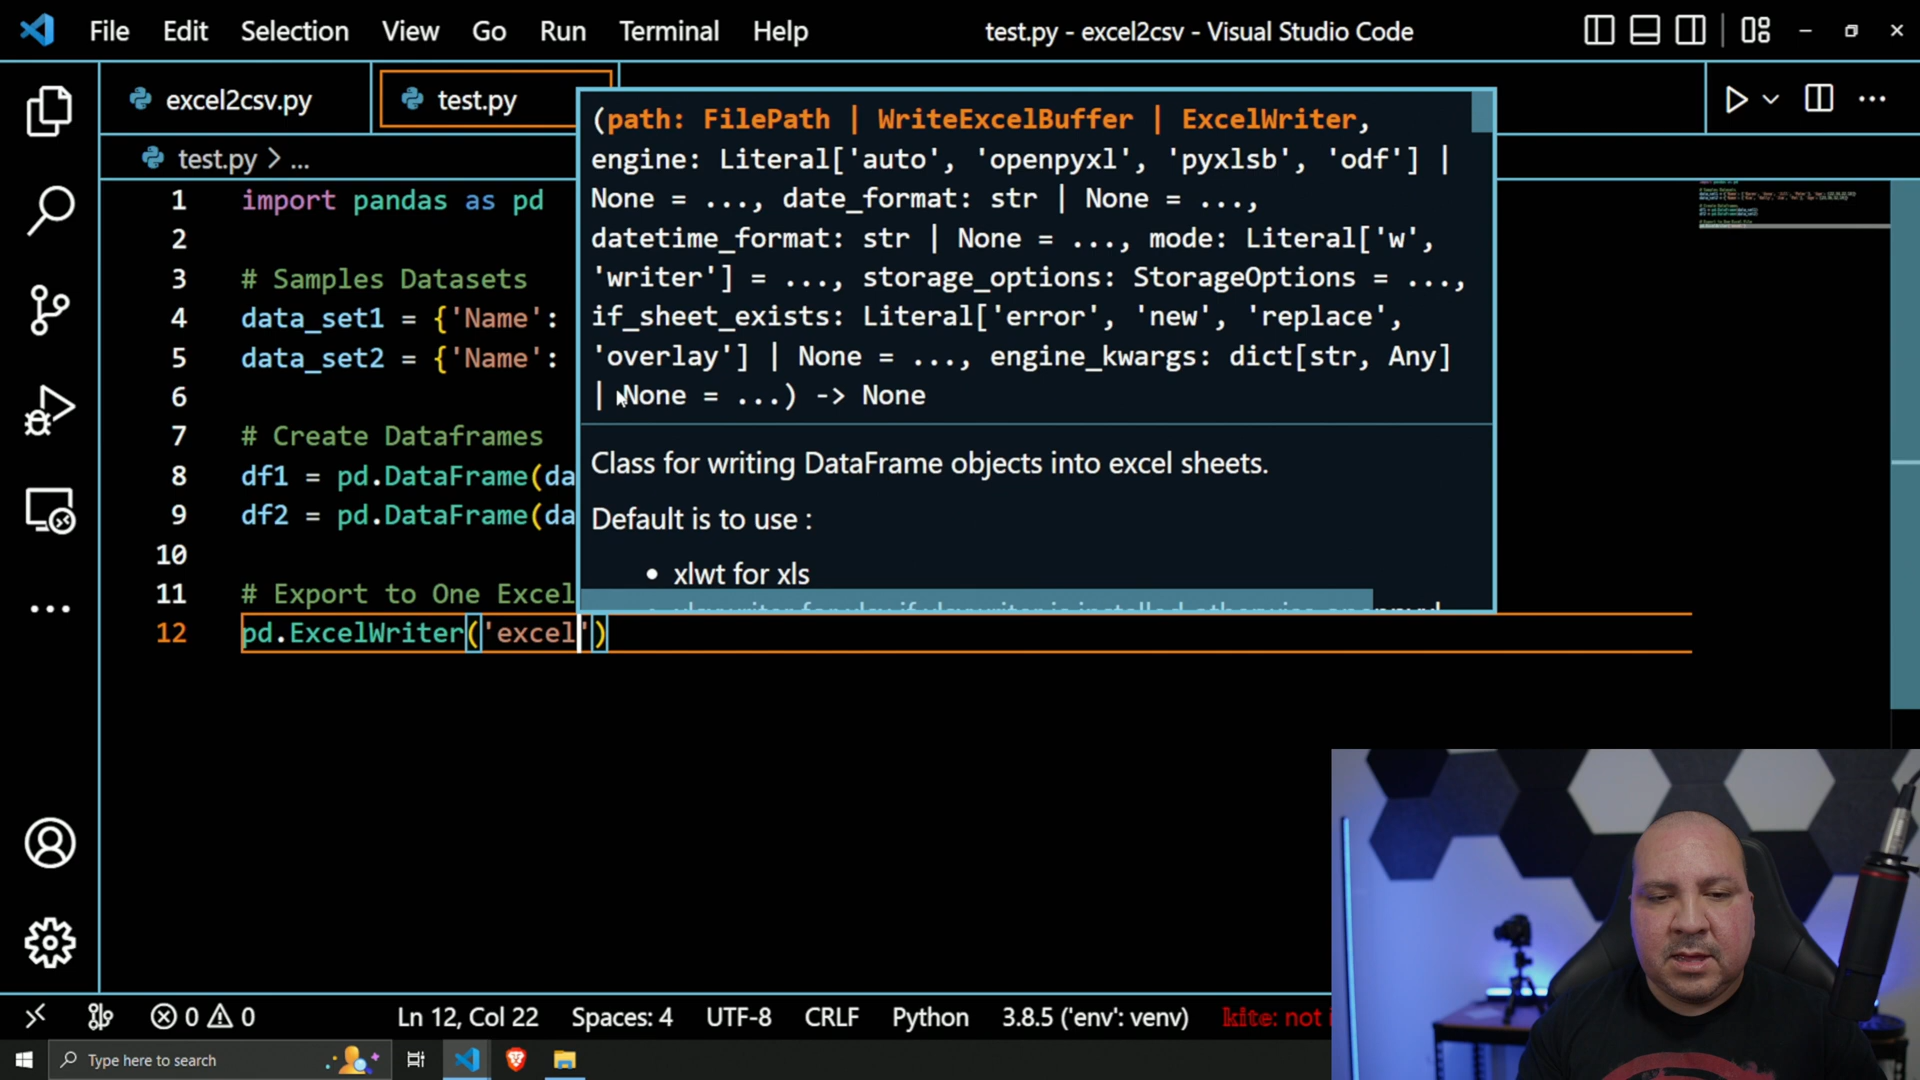 File Edit Selection View Go Run Terminal Help test.py - excel2csv - Visual Studio Code
excel2csv.py test.py
test.py > ...
1 import pandas as pd
2
3 # Samples Datasets
4 data_set1 = {'Name':
5 data_set2 = {'Name':
6
7 # Create Dataframes
8 df1 = pd.DataFrame(da
9 df2 = pd.DataFrame(da
10
11 # Export to One Excel
12 pd.ExcelWriter('excel')
(path: FilePath | WriteExcelBuffer | ExcelWriter,
engine: Literal['auto', 'openpyxl', 'pyxlsb', 'odf'] |
None = ..., date_format: str | None = ...,
datetime_format: str | None = ..., mode: Literal['w',
'writer'] = ..., storage_options: StorageOptions = ...,
if_sheet_exists: Literal['error', 'new', 'replace',
'overlay'] | None = ..., engine_kwargs: dict[str, Any]
| None = ...) -> None
Class for writing DataFrame objects into excel sheets.
Default is to use :
• xlwt for xls
0 0 Ln 12, Col 22 Spaces: 4 UTF-8 CRLF Python 3.8.5 ('env': venv) kite: not i
Type here to search